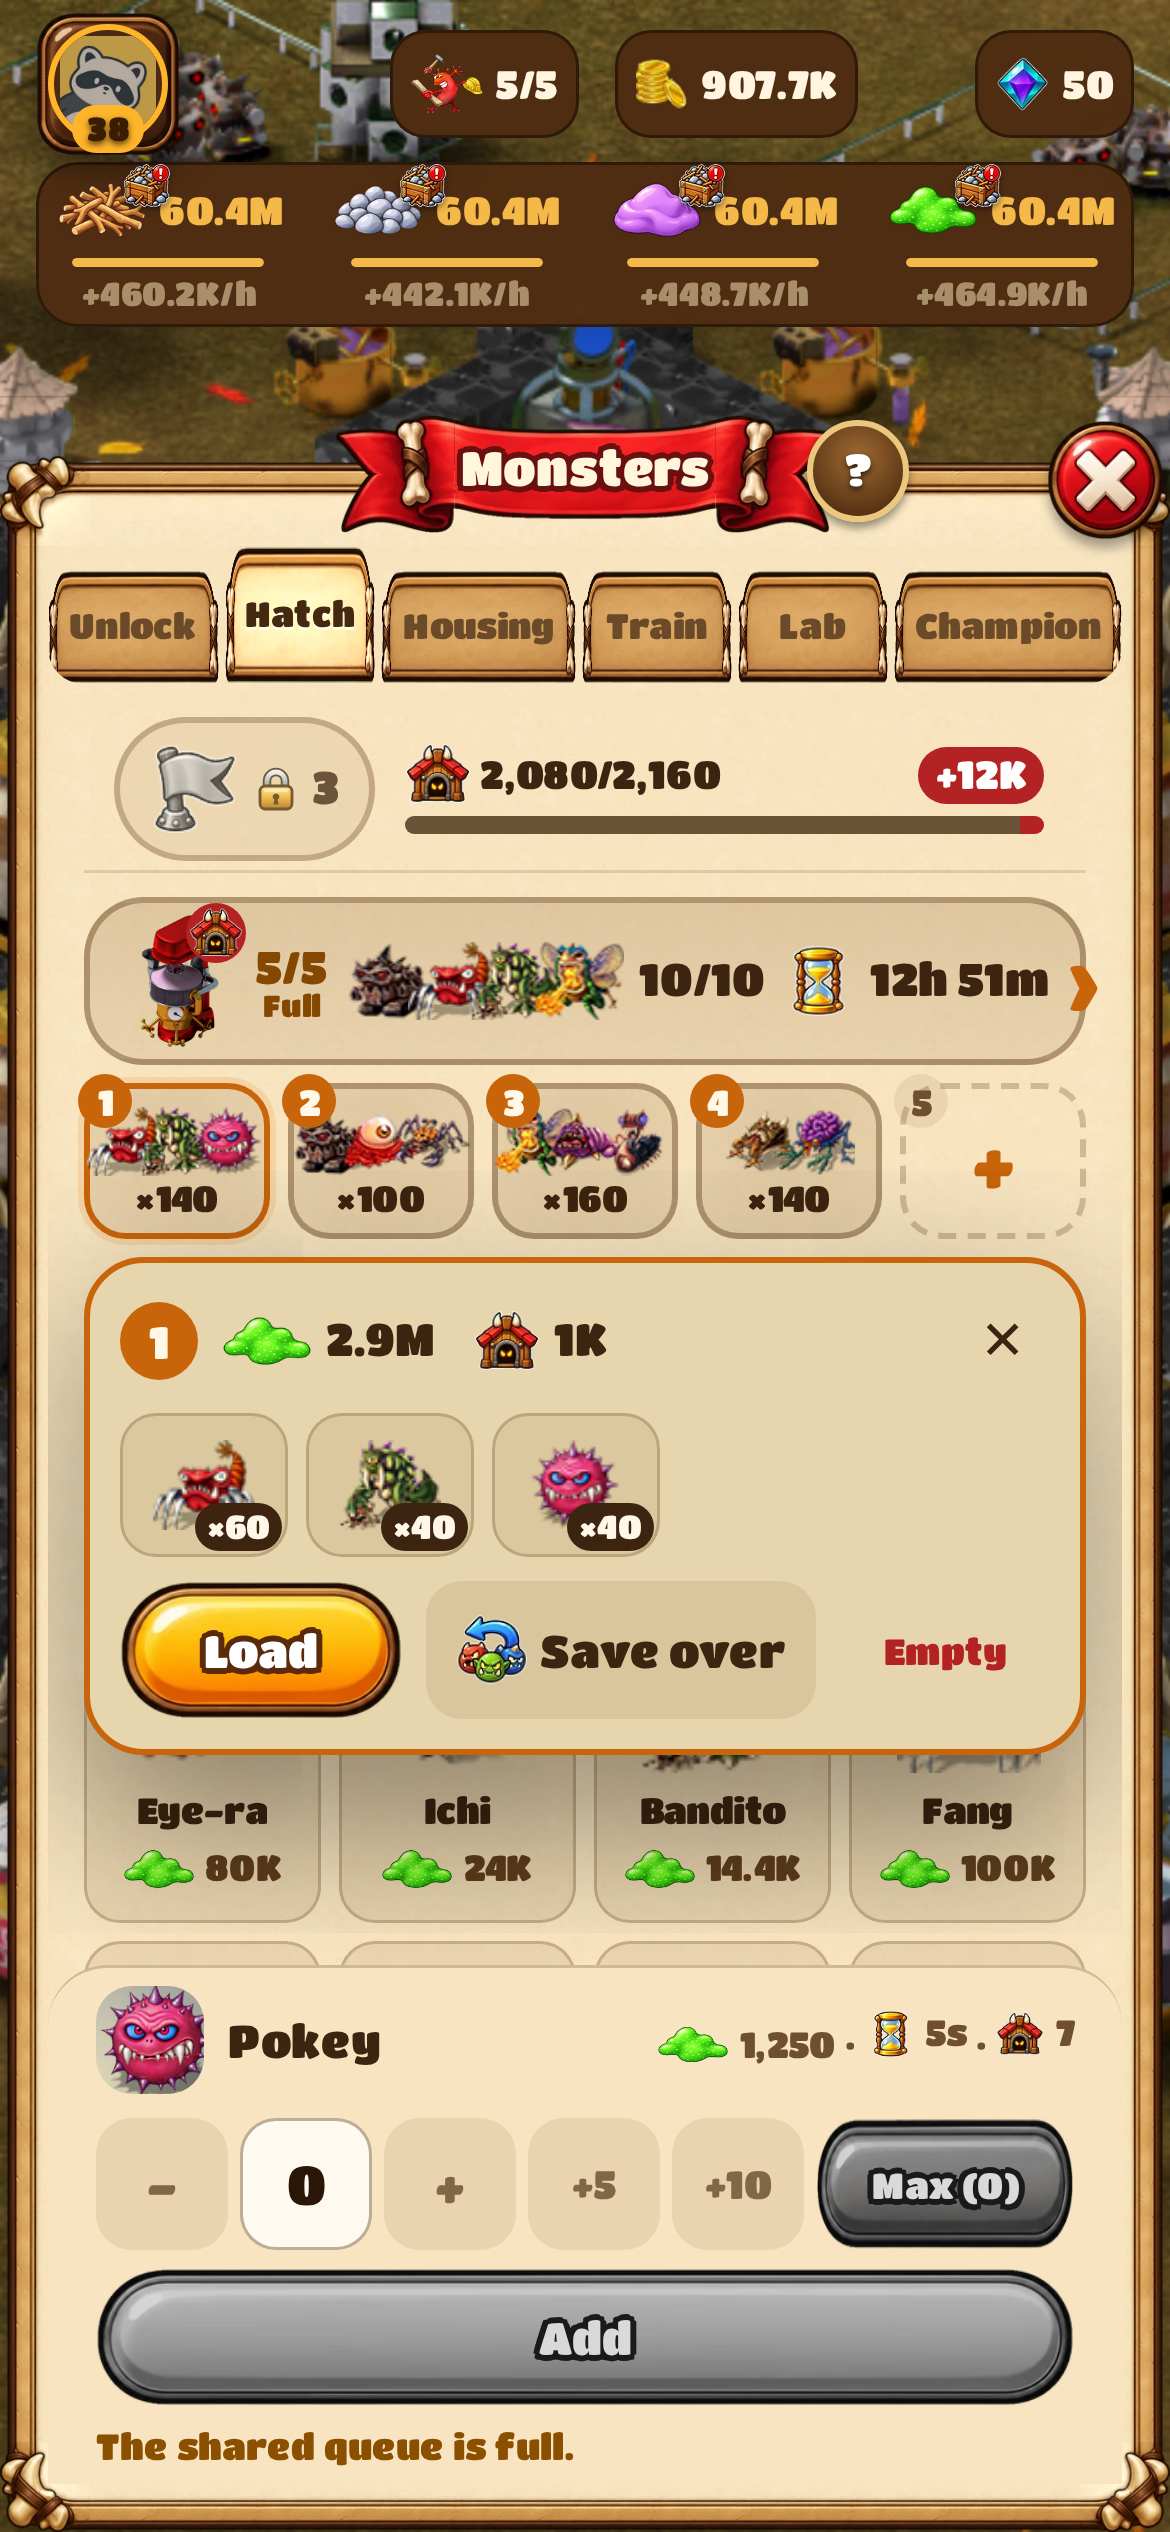 38
5/5
907.7K
50
60.4M
60.4M
60.4M
60.4M
+460.2K/h
+442.1K/h
+448.7K/h
+464.9K/h
Monsters
?
Unlock
Hatch
Housing
Train
Lab
Champion
3
2,080/2,160
+12K
5/5
Full
10/10
12h 51m
1
2
3
4
5
×140
×100
×160
×140
+
1
2.9M
1K
×60
×40
×40
Load
Save over
Empty
Eye-ra
Ichi
Bandito
Fang
80K
24K
14.4K
100K
Pokey
1,250 · 5s · 7
−
0
+
+5
+10
Max (0)
Add
The shared queue is full.